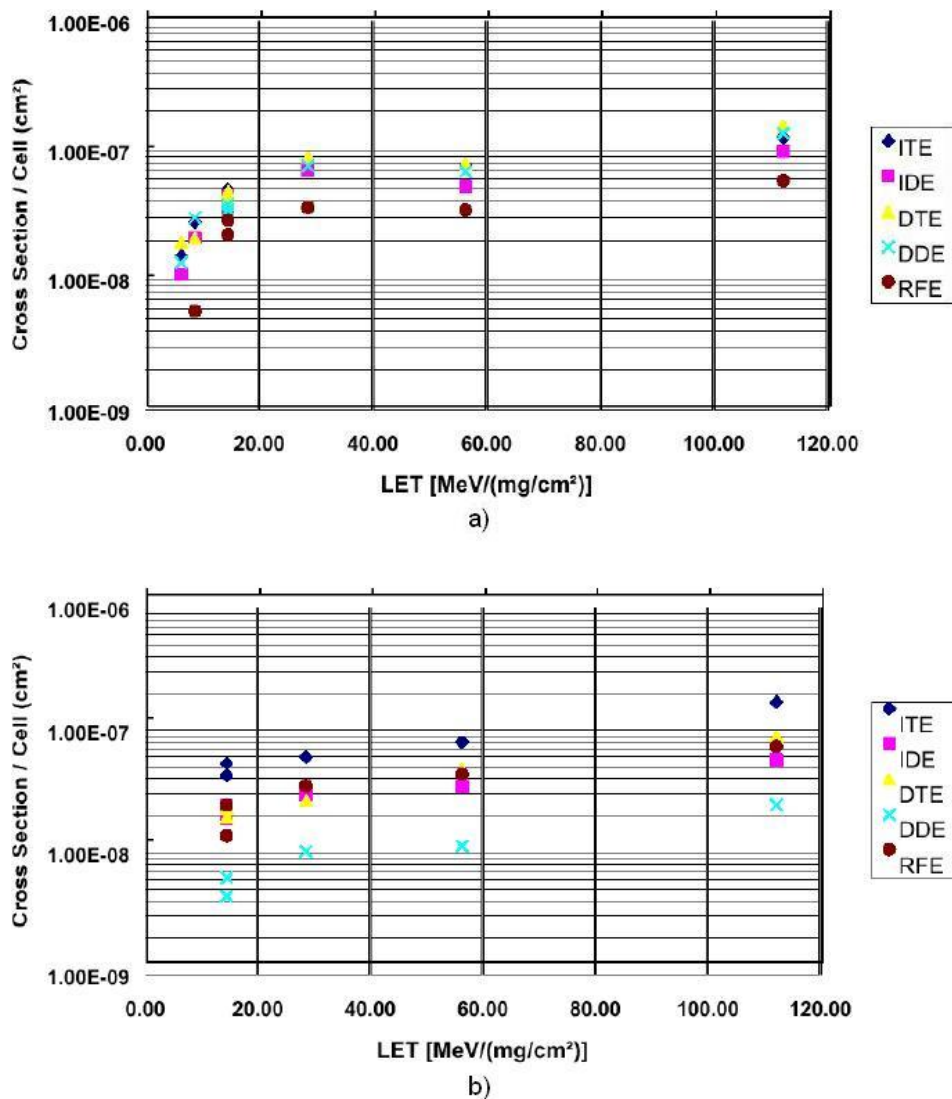 1.00E-06
1.00E-07
1.00E-08
1.00E-09
Cross Section / Cell (cm²)
0.00 20.00 40.00 60.00 80.00 100.00 120.00
LET [MeV/(mg/cm²)]
ITE
IDE
DTE
DDE
RFE
a)
1.00E-06
1.00E-07
1.00E-08
1.00E-09
Cross Section / Cell (cm²)
0.00 20.00 40.00 60.00 80.00 100.00 120.00
LET [MeV/(mg/cm²)]
ITE
IDE
DTE
DDE
RFE
b)